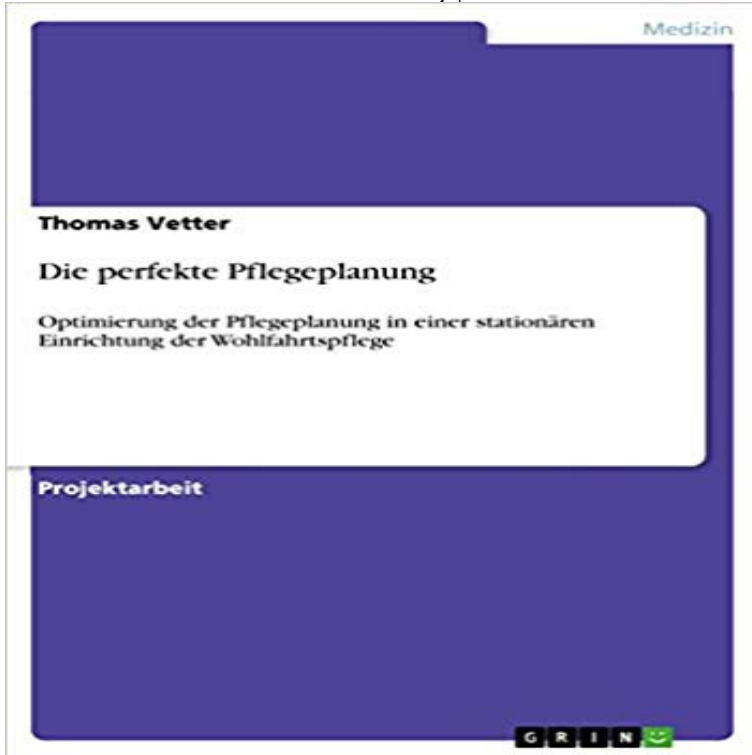 Medizin
Thomas Vetter
Die perfekte Pflegeplanung
Optimierung der Pflegeplanung in einer stationären
Einrichtung der Wohlfahrtspflege
Projektarbeit
GRIN